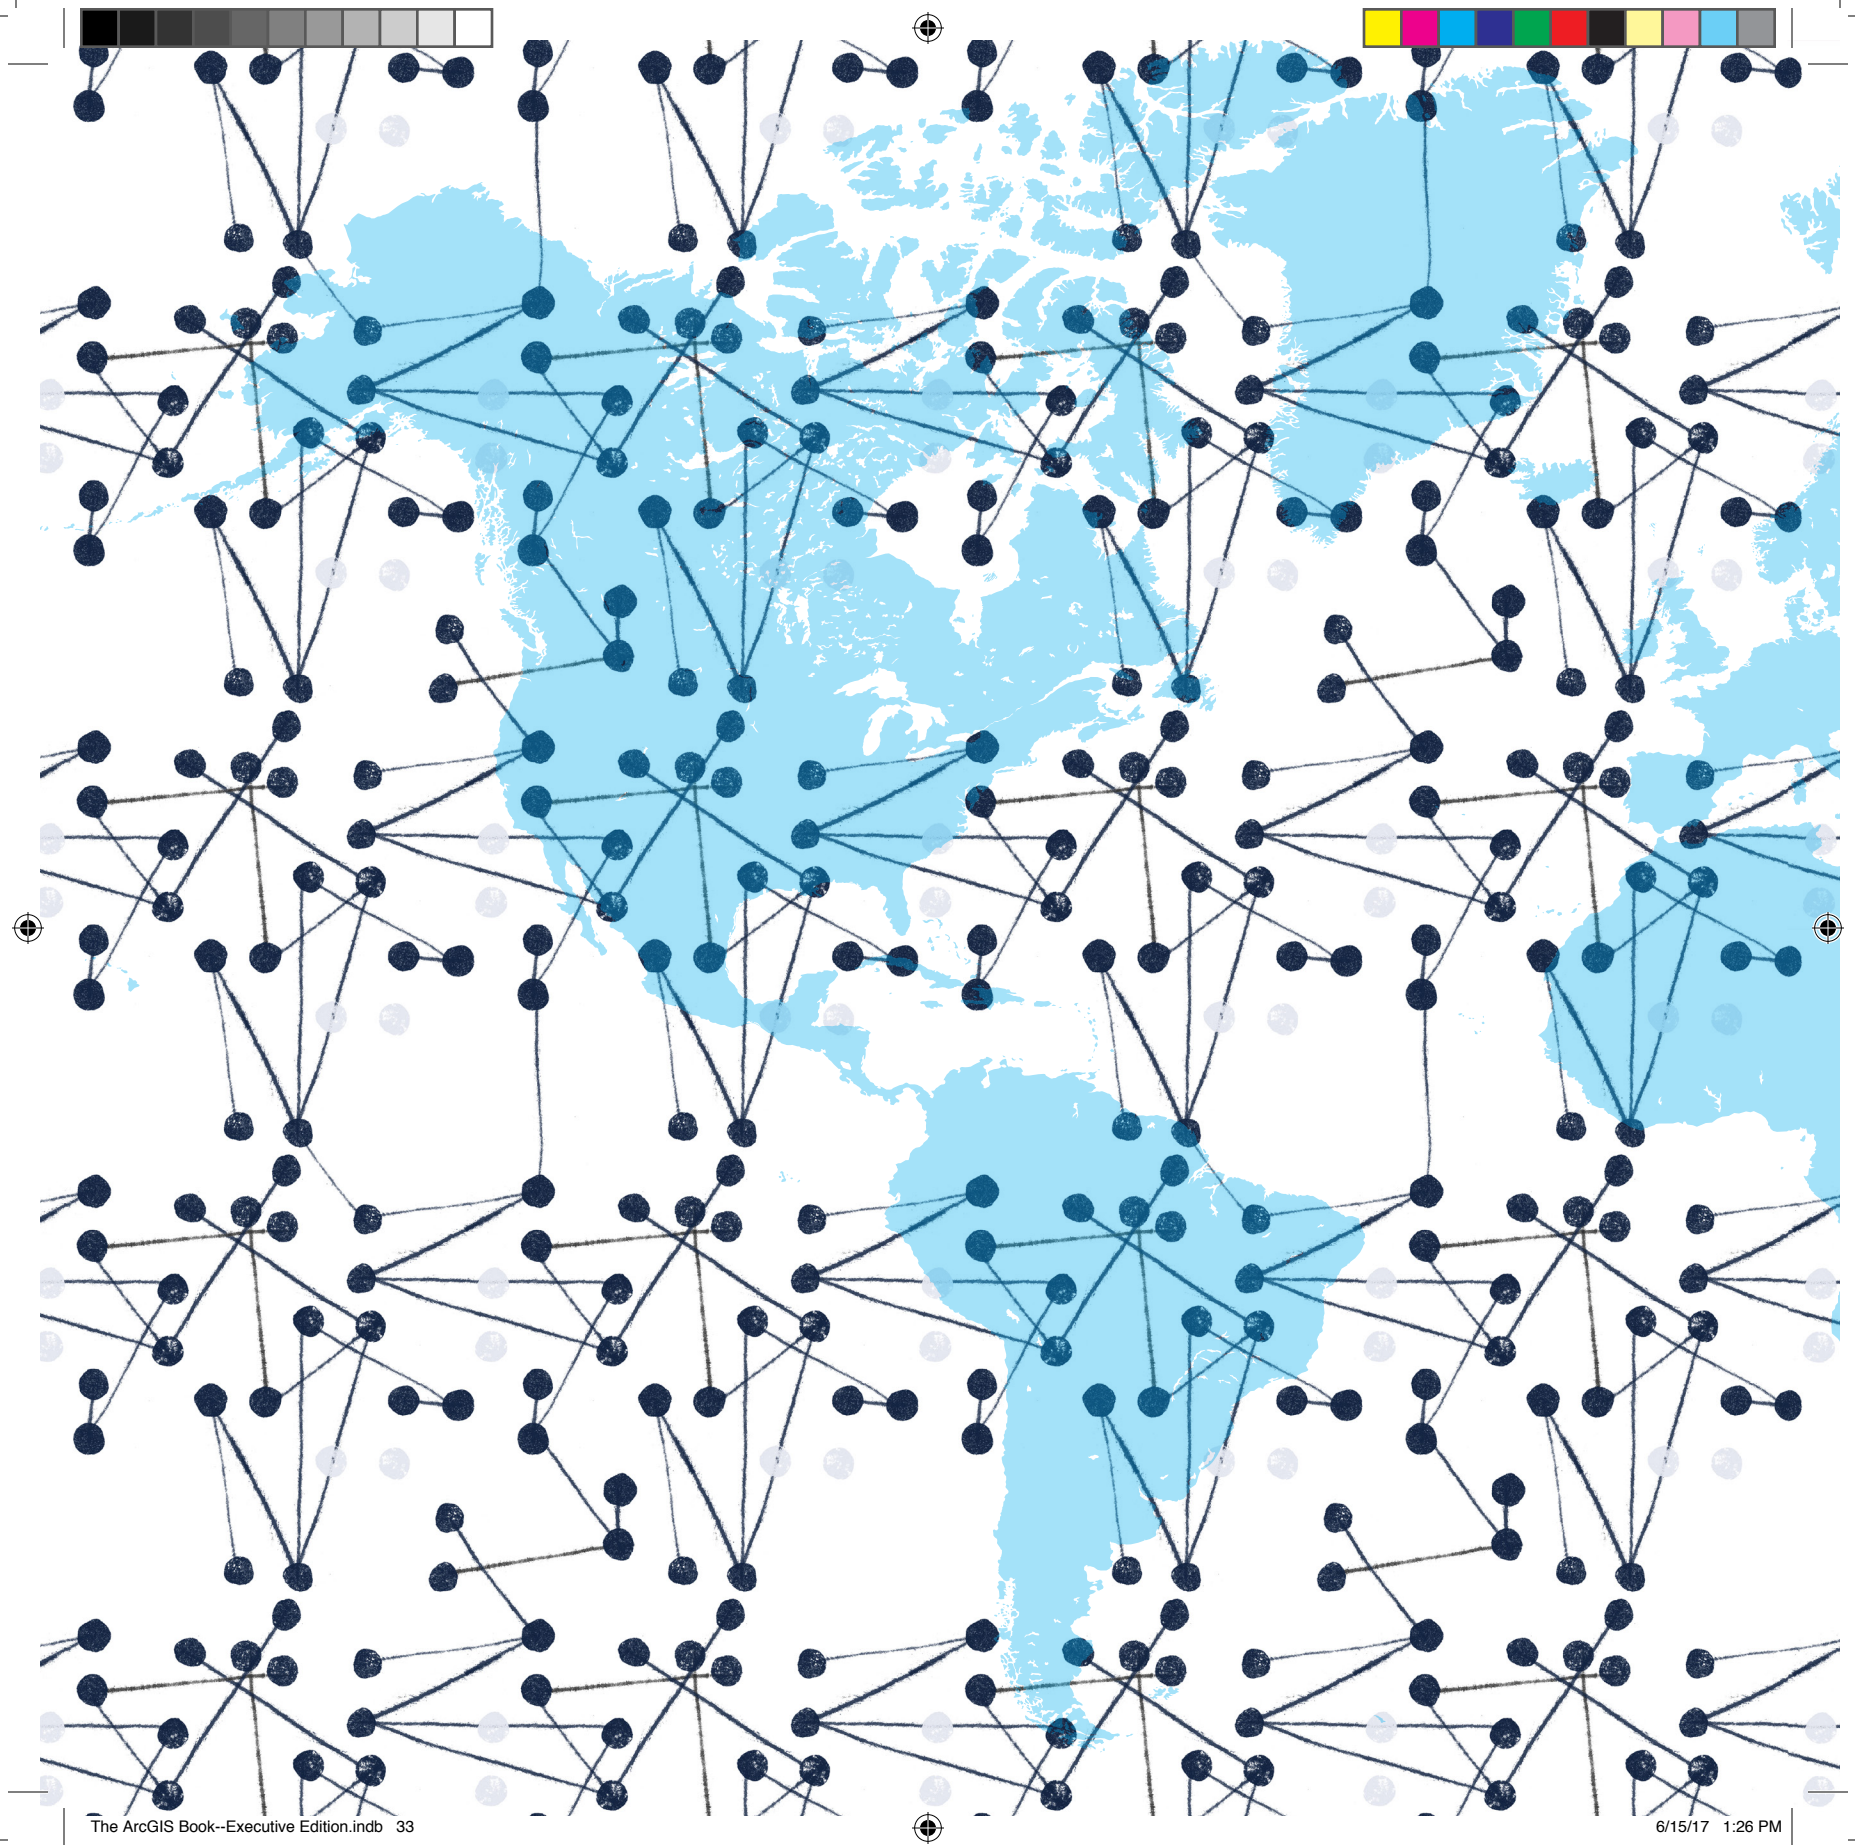 The ArcGIS Book--Executive Edition.indb   33
6/15/17   1:26 PM